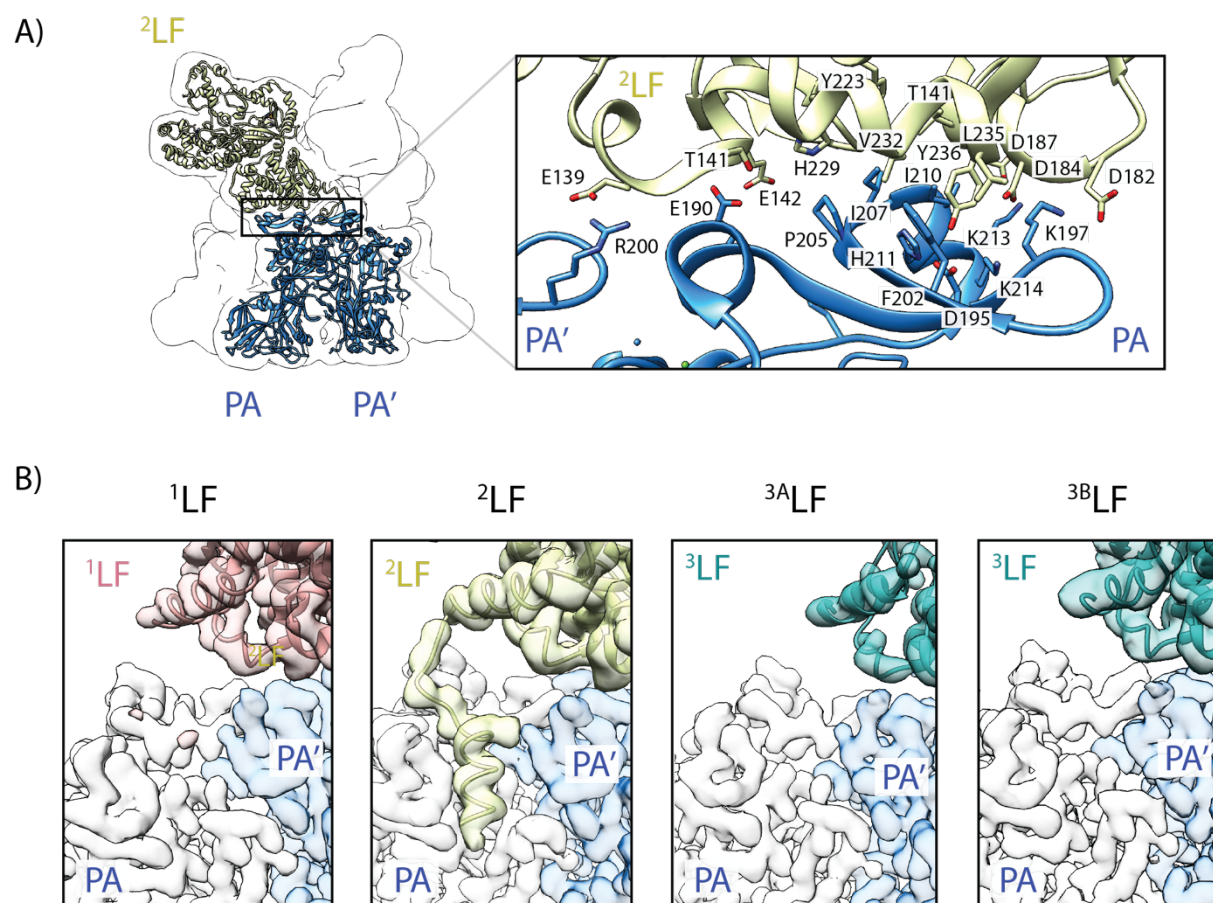 A)
²LF
PA
PA′
²LF
Y223
T141
V232
L235
D187
T141
H229
Y236
D184
E139
E142
I210
D182
E190
I207
R200
P205
K213
K197
H211
K214
F202
D195
PA′
PA
B)
¹LF
²LF
³ᴬLF
³ᴮLF
¹LF
²LF
PA′
PA
²LF
PA′
PA
³LF
PA′
PA
³LF
PA′
PA